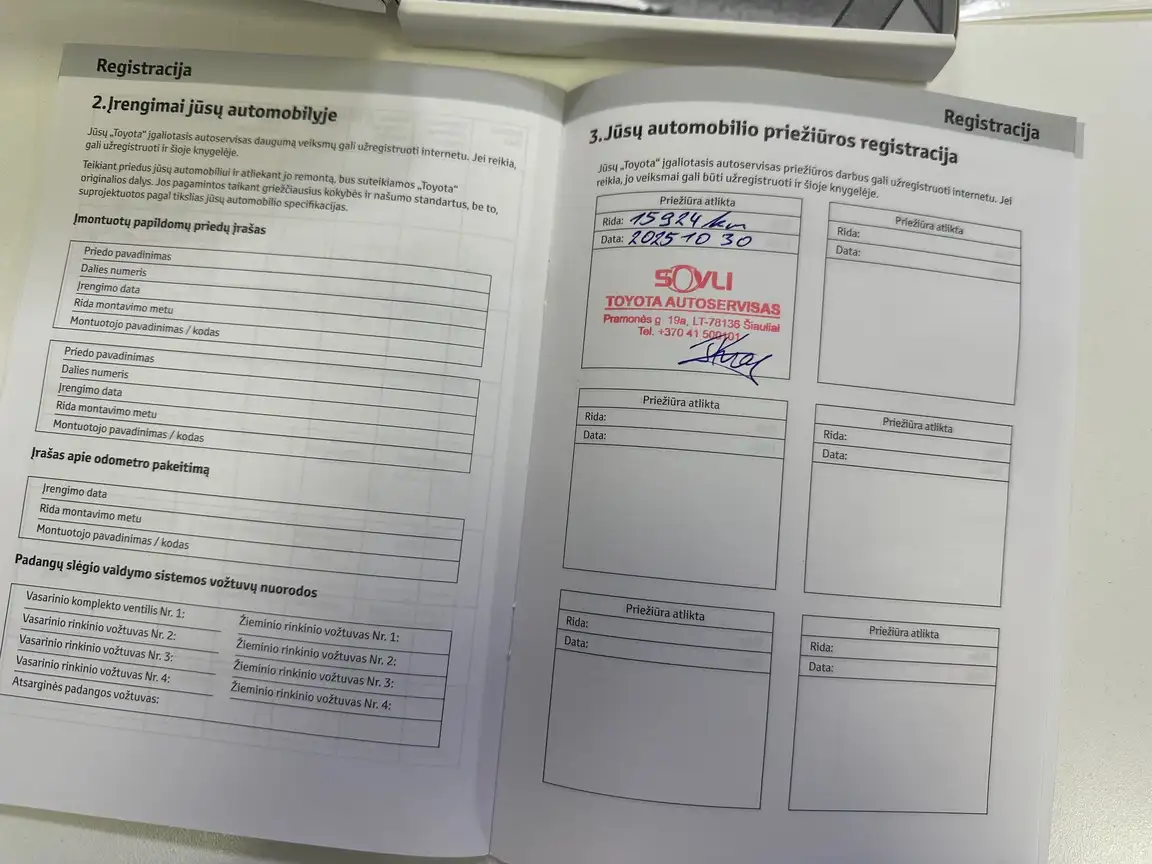 Registracija
2.Įrengimai jūsų automobilyje
Jūsų „Toyota" įgaliotasis autoservisas daugumą veiksmų gali užregistruoti internetu. Jei reikia,
gali užregistruoti ir šioje knygelėje.
Teikiant priedus jūsų automobiliui ir atliekant jo remontą, bus suteikiamos „Toyota"
originalios dalys. Jos pagamintos taikant griežčiausius kokybės ir našumo standartus, be to,
suprojektuotos pagal tikslias jūsų automobilio specifikacijas.
Įmontuotų papildomų priedų įrašas
Priedo pavadinimas
Dalies numeris
Įrengimo data
Rida montavimo metu
Montuotojo pavadinimas / kodas
Priedo pavadinimas
Dalies numeris
Įrengimo data
Rida montavimo metu
Montuotojo pavadinimas / kodas
Įrašas apie odometro pakeitimą
Įrengimo data
Rida montavimo metu
Montuotojo pavadinimas / kodas
Padangų slėgio valdymo sistemos vožtuvų nuorodos
Vasarinio komplekto ventilis Nr. 1:
Vasarinio rinkinio vožtuvas Nr. 2:
Vasarinio rinkinio vožtuvas Nr. 3:
Vasarinio rinkinio vožtuvas Nr. 4:
Atsarginės padangos vožtuvas:
Žieminio rinkinio vožtuvas Nr. 1:
Žieminio rinkinio vožtuvas Nr. 2:
Žieminio rinkinio vožtuvas Nr. 3:
Žieminio rinkinio vožtuvas Nr. 4:
Registracija
3.Jūsų automobilio priežiūros registracija
Jūsų „Toyota" įgaliotasis autoservisas priežiūros darbus gali užregistruoti internetu. Jei
reikia, jo veiksmai gali būti užregistruoti ir šioje knygelėje.
Priežiūra atlikta
Rida: 15924 km
Data: 2025 10 30
SOVLI
TOYOTA AUTOSERVISAS
Pramonės g 19a, LT-78136 Šiauliai
Tel. +370 41 500101
Priežiūra atlikta
Rida:
Data:
Priežiūra atlikta
Rida:
Data:
Priežiūra atlikta
Rida:
Data:
Priežiūra atlikta
Rida:
Data:
Priežiūra atlikta
Rida:
Data: